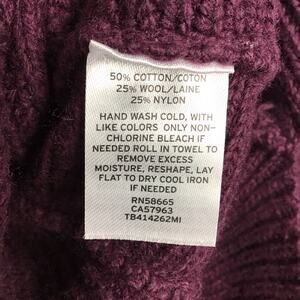 50% COTTON/COTON
25% WOOL/LAINE
25% NYLON
HAND WASH COLD, WITH
LIKE COLORS ONLY NON-
CHLORINE BLEACH IF
NEEDED ROLL IN TOWEL TO
REMOVE EXCESS
MOISTURE, RESHAPE, LAY
FLAT TO DRY COOL IRON
IF NEEDED
RN58665
CA57963
TB414262MI